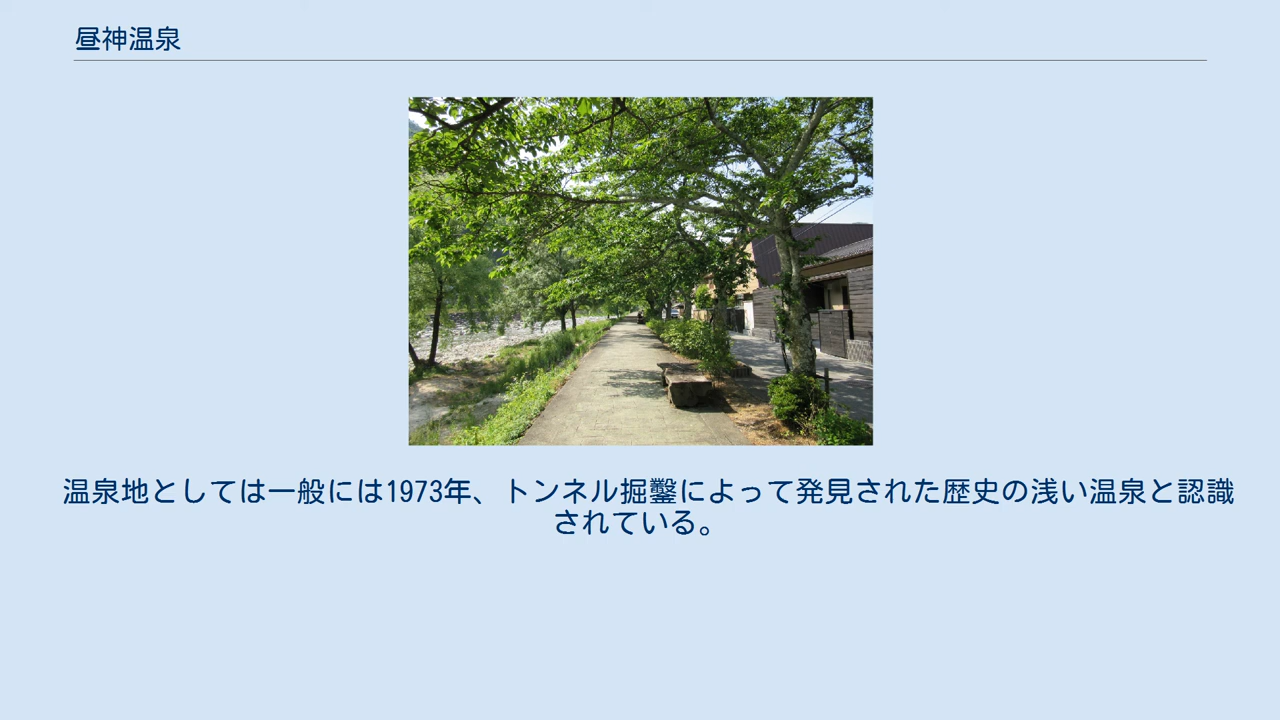 昼神温泉
温泉地としては一般には1973年、トンネル掘鑿によって発見された歴史の浅い温泉と認識
されている。